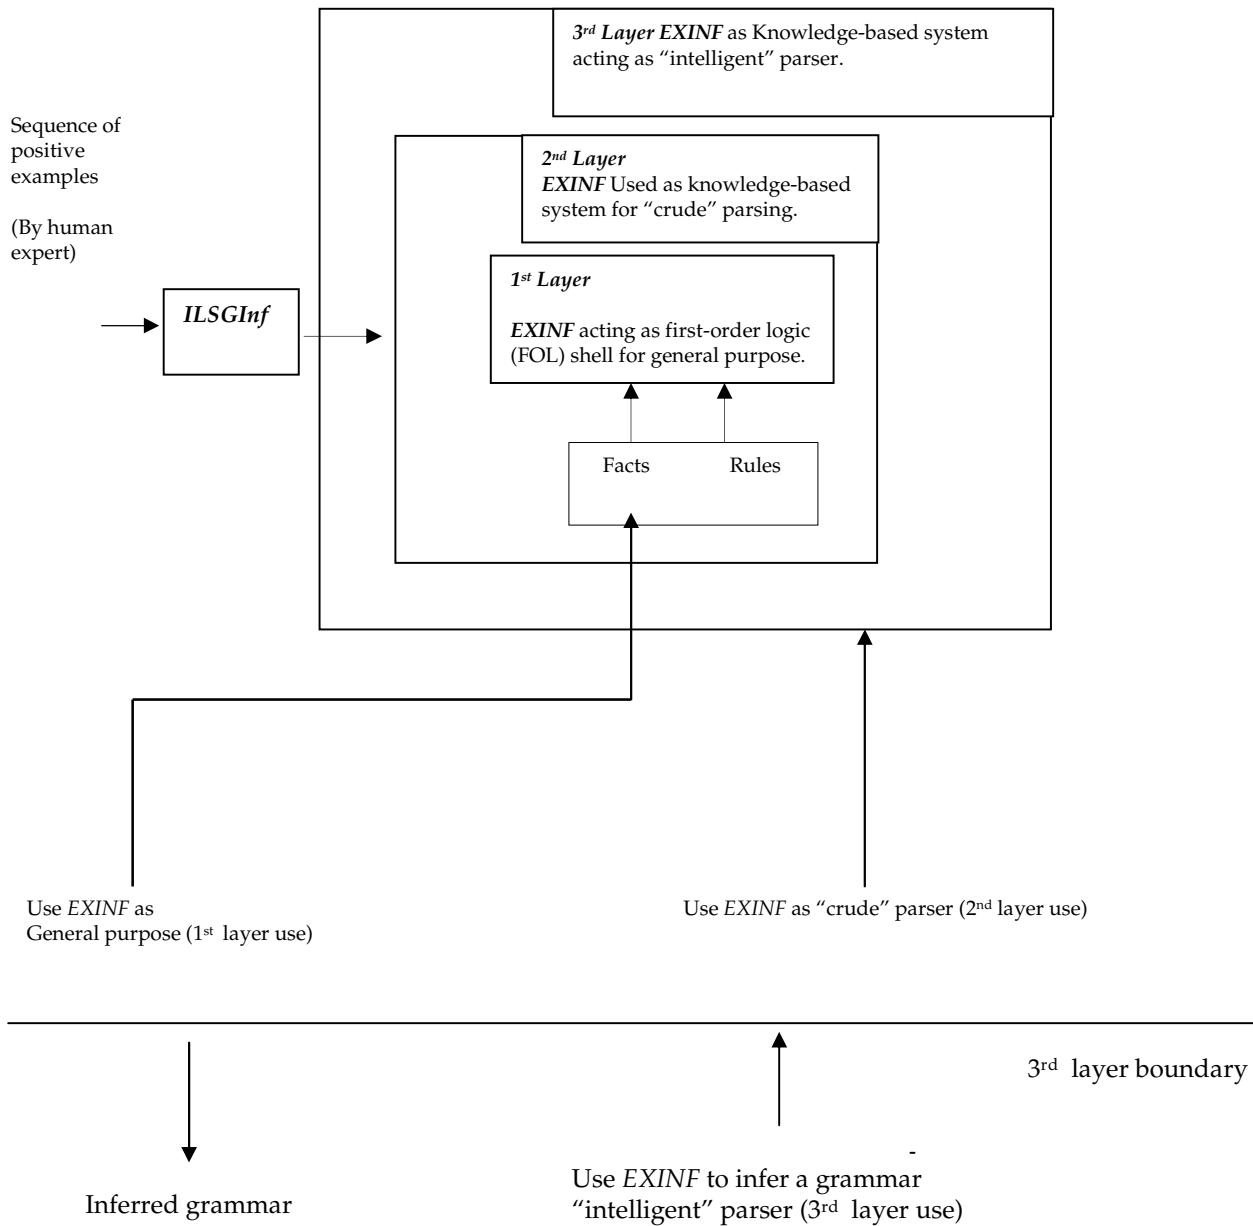 3rd Layer EXINF as Knowledge-based system
acting as “intelligent” parser.
Sequence of
positive
examples
(By human
expert)
2nd Layer
EXINF Used as knowledge-based
system for “crude” parsing.
1st Layer
EXINF acting as first-order logic
(FOL) shell for general purpose.
ILSGInf
Facts Rules
Use EXINF as
General purpose (1st layer use)
Use EXINF as “crude” parser (2nd layer use)
3rd layer boundary
Inferred grammar
Use EXINF to infer a grammar
“intelligent” parser (3rd layer use)